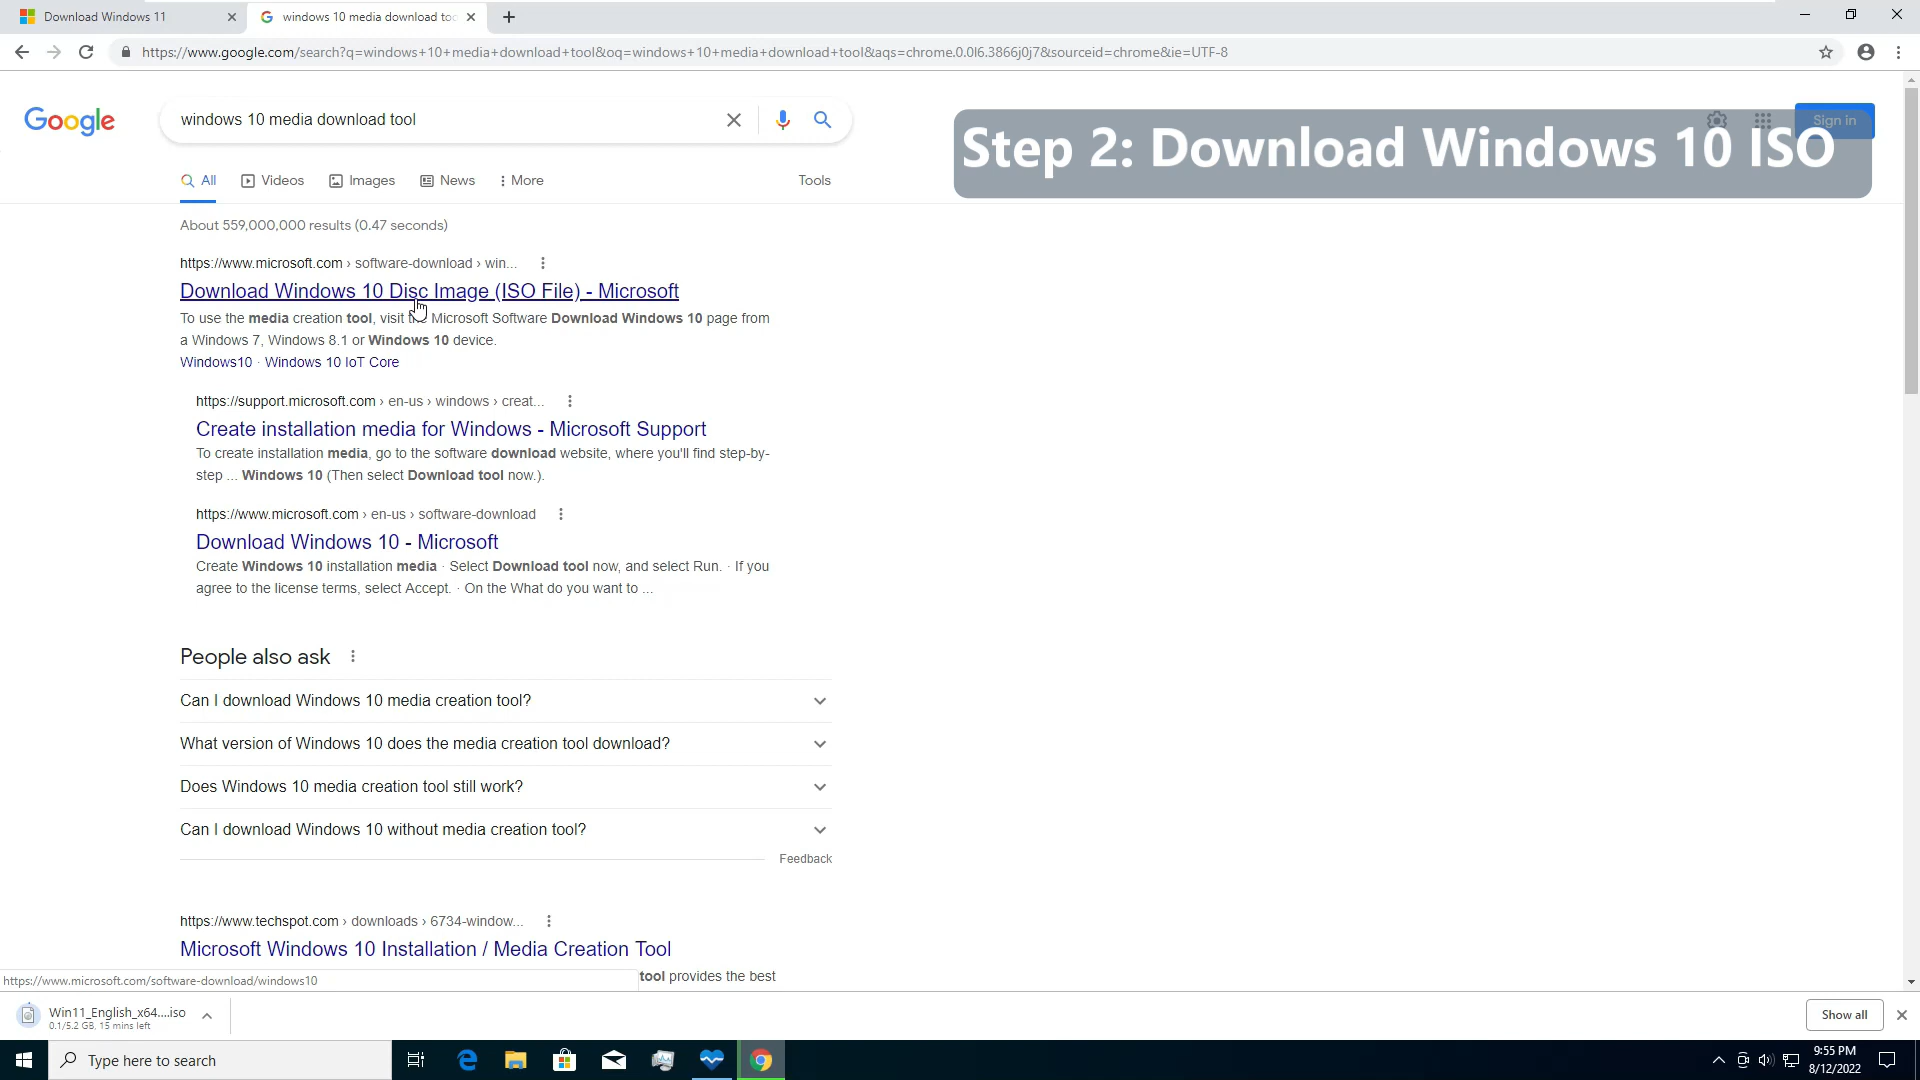 Download Windows 11
windows 10 media download too
https://www.google.com/search?q=windows+10+media+download+tool&oq=windows+10+media+download+tool&aqs=chrome.0.0l6.3866j0j7&sourceid=chrome&ie=UTF-8
Google
windows 10 media download tool
Sign in
Step 2: Download Windows 10 ISO
All
Videos
Images
News
More
Tools
About 559,000,000 results (0.47 seconds)
https://www.microsoft.com › software-download › win...
Download Windows 10 Disc Image (ISO File) - Microsoft
To use the media creation tool, visit the Microsoft Software Download Windows 10 page from
a Windows 7, Windows 8.1 or Windows 10 device.
Windows10 · Windows 10 IoT Core
https://support.microsoft.com › en-us › windows › creat...
Create installation media for Windows - Microsoft Support
To create installation media, go to the software download website, where you'll find step-by-
step ... Windows 10 (Then select Download tool now.).
https://www.microsoft.com › en-us › software-download
Download Windows 10 - Microsoft
Create Windows 10 installation media · Select Download tool now, and select Run. · If you
agree to the license terms, select Accept. · On the What do you want to ...
People also ask
Can I download Windows 10 media creation tool?
What version of Windows 10 does the media creation tool download?
Does Windows 10 media creation tool still work?
Can I download Windows 10 without media creation tool?
Feedback
https://www.techspot.com › downloads › 6734-window...
Microsoft Windows 10 Installation / Media Creation Tool
tool provides the best
https://www.microsoft.com/software-download/windows10
Win11_English_x64....iso
0.1/5.2 GB, 15 mins left
Show all
Type here to search
9:55 PM
8/12/2022